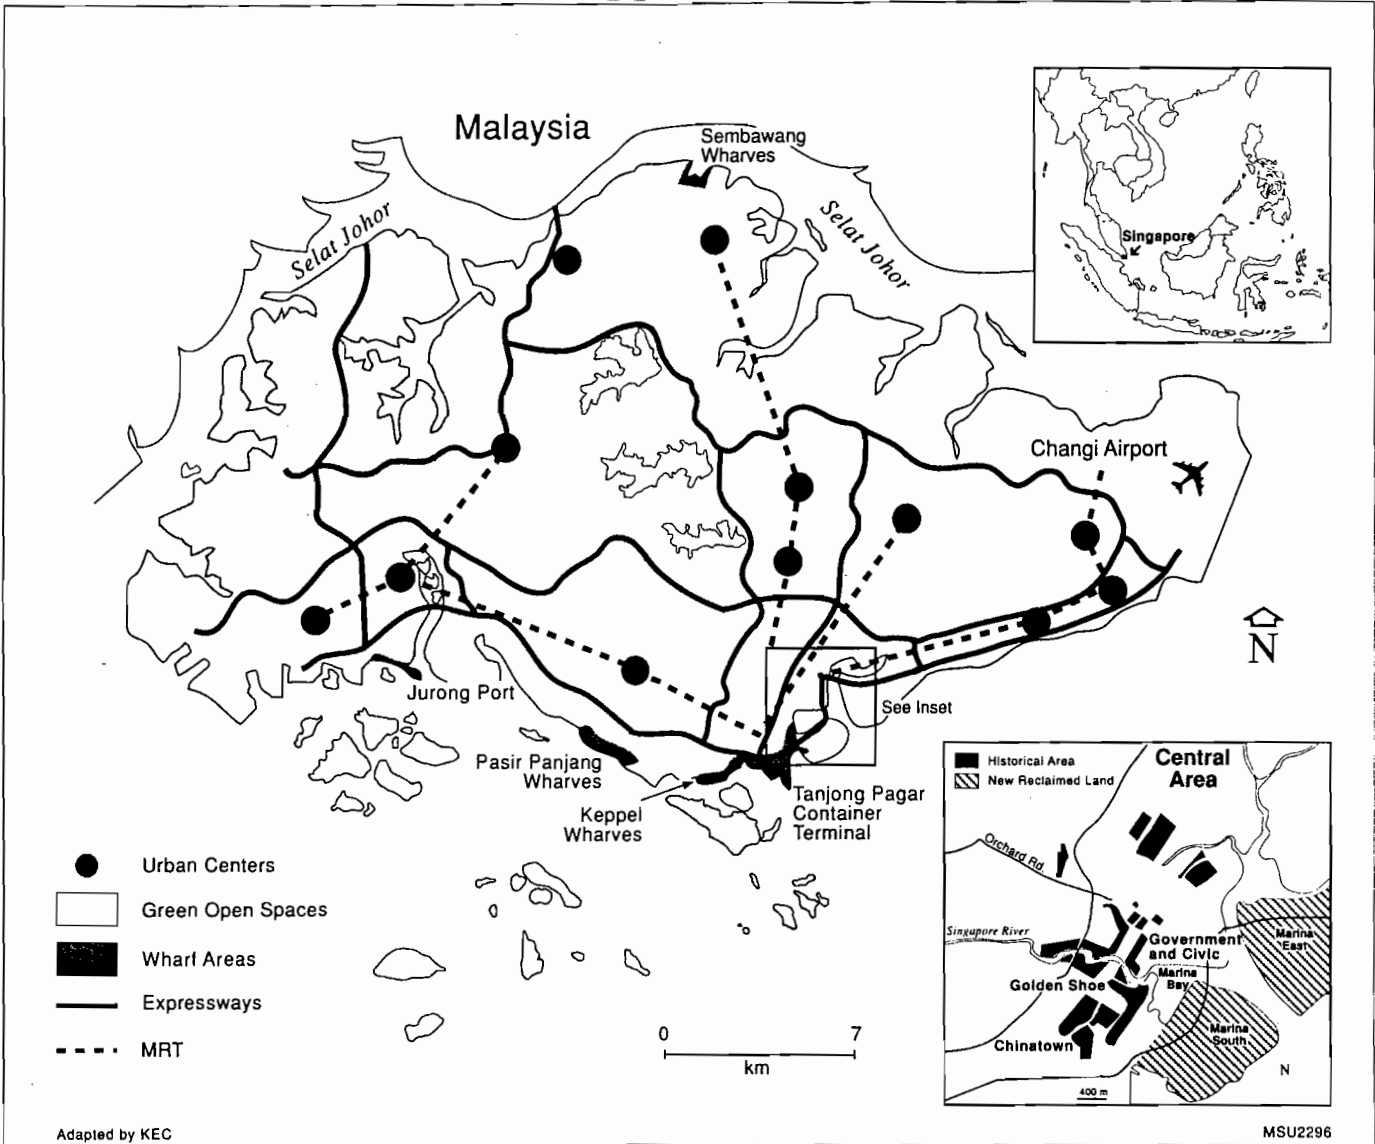 Malaysia
Sembawang
Wharves
Selat Johor
Selat Johor
Singapore
Changi Airport
N
Jurong Port
See Inset
Pasir Panjang
Wharves
Keppel
Wharves
Tanjong Pagar
Container
Terminal
Urban Centers
Green Open Spaces
Wharf Areas
Expressways
MRT
0 7
km
Historical Area
New Reclaimed Land
Central
Area
Orchard Rd.
Singapore River
Government
and Civic
Marina
East
Golden Shoe
Marina
Bay
Marina
South
Chinatown
N
400 m
Adapted by KEC
MSU2296